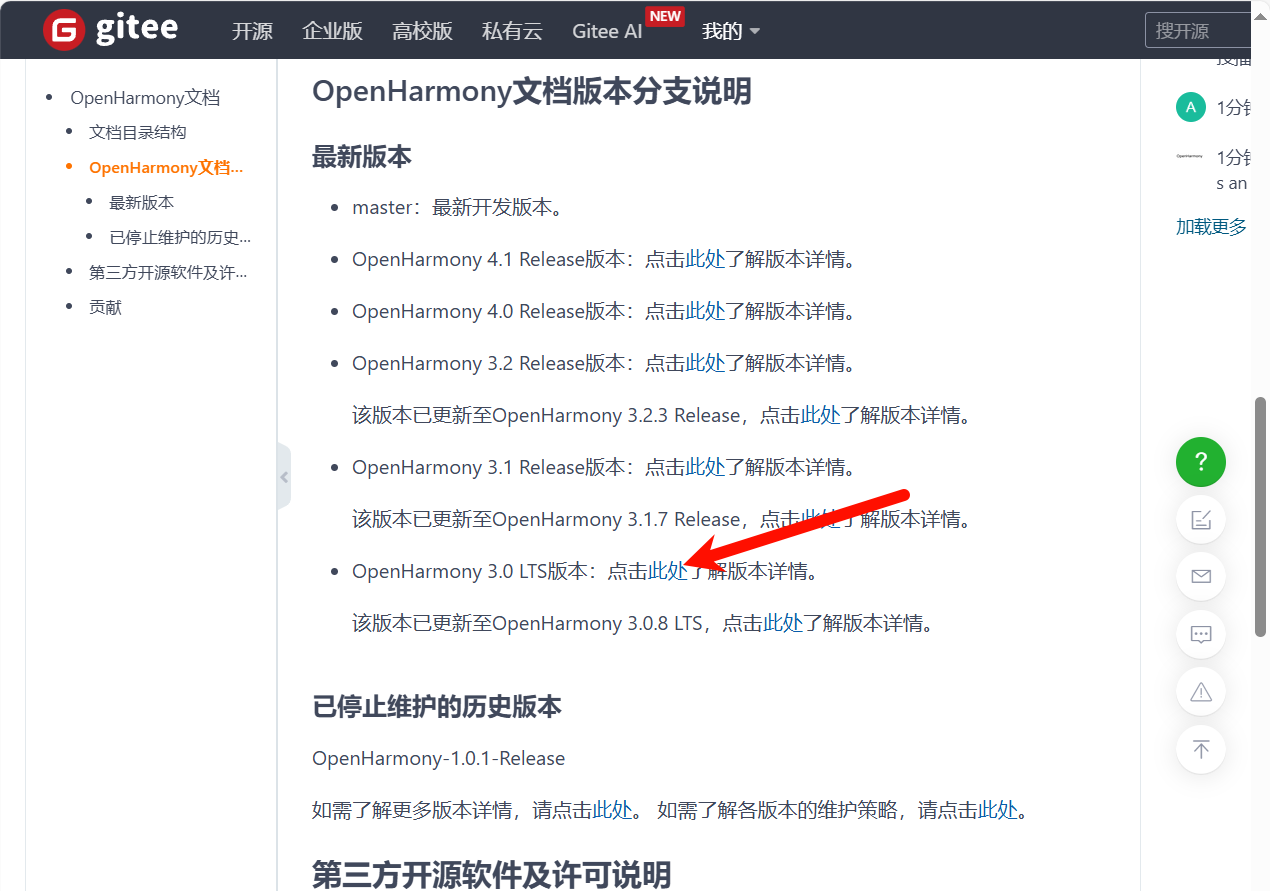 gitee 开源 企业版 高校版 私有云 Gitee AI NEW 我的 搜开源
OpenHarmony文档
文档目录结构
OpenHarmony文档...
最新版本
已停止维护的历史...
第三方开源软件及许...
贡献
OpenHarmony文档版本分支说明
最新版本
master：最新开发版本。
OpenHarmony 4.1 Release版本：点击此处了解版本详情。
OpenHarmony 4.0 Release版本：点击此处了解版本详情。
OpenHarmony 3.2 Release版本：点击此处了解版本详情。
该版本已更新至OpenHarmony 3.2.3 Release，点击此处了解版本详情。
OpenHarmony 3.1 Release版本：点击此处了解版本详情。
该版本已更新至OpenHarmony 3.1.7 Release，点击此处了解版本详情。
OpenHarmony 3.0 LTS版本：点击此处了解版本详情。
该版本已更新至OpenHarmony 3.0.8 LTS，点击此处了解版本详情。
已停止维护的历史版本
OpenHarmony-1.0.1-Release
如需了解更多版本详情，请点击此处。 如需了解各版本的维护策略，请点击此处。
第三方开源软件及许可说明
A 1分钟
OpenHarmony 1分钟
s an
加载更多
?